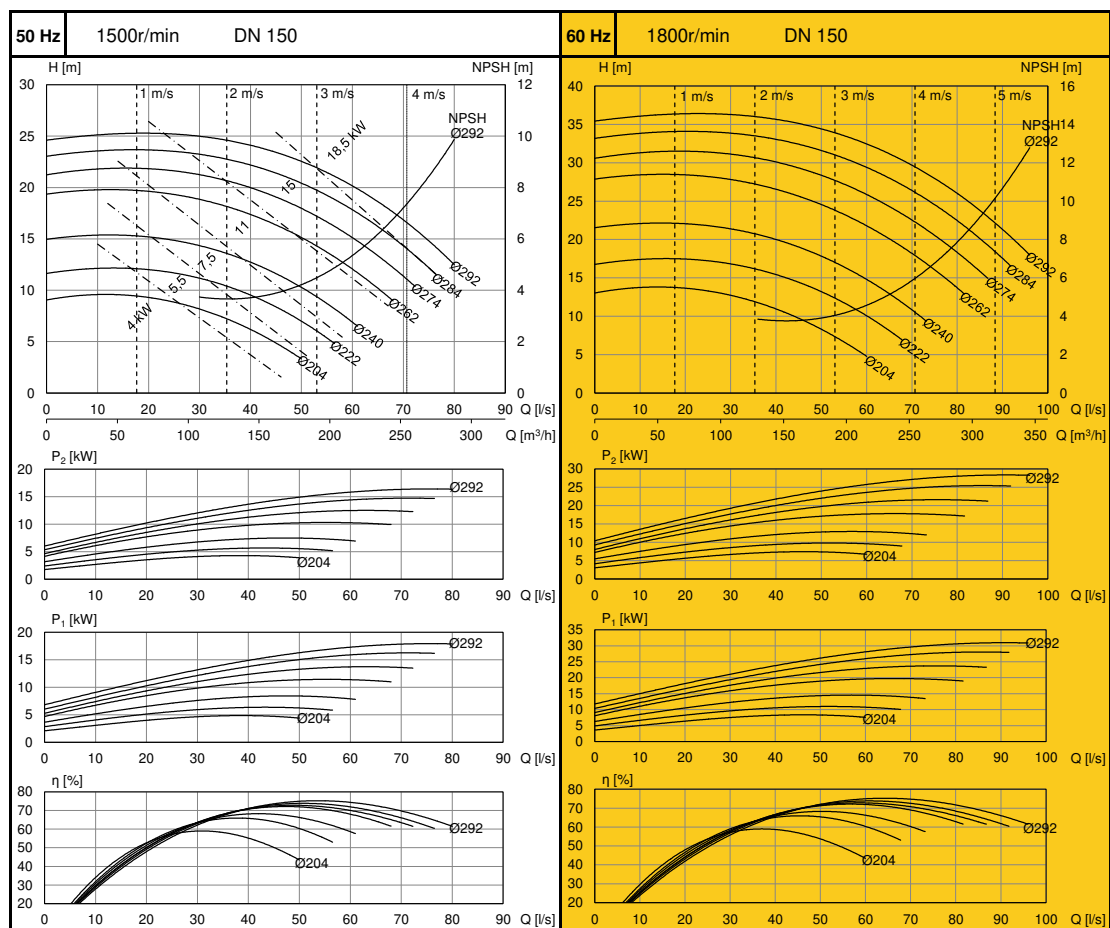 50 Hz 1500r/min DN 150
H [m] NPSH [m]
30 1 m/s 2 m/s 3 m/s 4 m/s 12
NPSH
Ø292
25 18,5 kW 10
20 15 8
15 11 6
7,5
5,5
4 kW
10 4
5 2
0 0
Ø292
Ø284
Ø274
Ø262
Ø240
Ø222
Ø204
0 10 20 30 40 50 60 70 80 90 Q [l/s]
0 50 100 150 200 250 300 Q [m³/h]
P₂ [kW]
20
15 Ø292
10
5 Ø204
0
0 10 20 30 40 50 60 70 80 90 Q [l/s]
P₁ [kW]
20
15 Ø292
10
5 Ø204
0
0 10 20 30 40 50 60 70 80 90 Q [l/s]
η [%]
80
70
60 Ø292
50
40 Ø204
30
20
0 10 20 30 40 50 60 70 80 90 Q [l/s]
60 Hz 1800r/min DN 150
H [m] NPSH [m]
40 1 m/s 2 m/s 3 m/s 4 m/s 5 m/s 16
35 NPSH 14
Ø292
30 12
25 10
20 8
15 6
10 4
5 2
0 0
Ø292
Ø284
Ø274
Ø262
Ø240
Ø222
Ø204
0 10 20 30 40 50 60 70 80 90 100 Q [l/s]
0 50 100 150 200 250 300 350 Q [m³/h]
P₂ [kW]
30
25 Ø292
20
15
10
5 Ø204
0
0 10 20 30 40 50 60 70 80 90 100 Q [l/s]
P₁ [kW]
35
30 Ø292
25
20
15
10
5 Ø204
0
0 10 20 30 40 50 60 70 80 90 100 Q [l/s]
η [%]
80
70
60 Ø292
50
40 Ø204
30
20
0 10 20 30 40 50 60 70 80 90 100 Q [l/s]